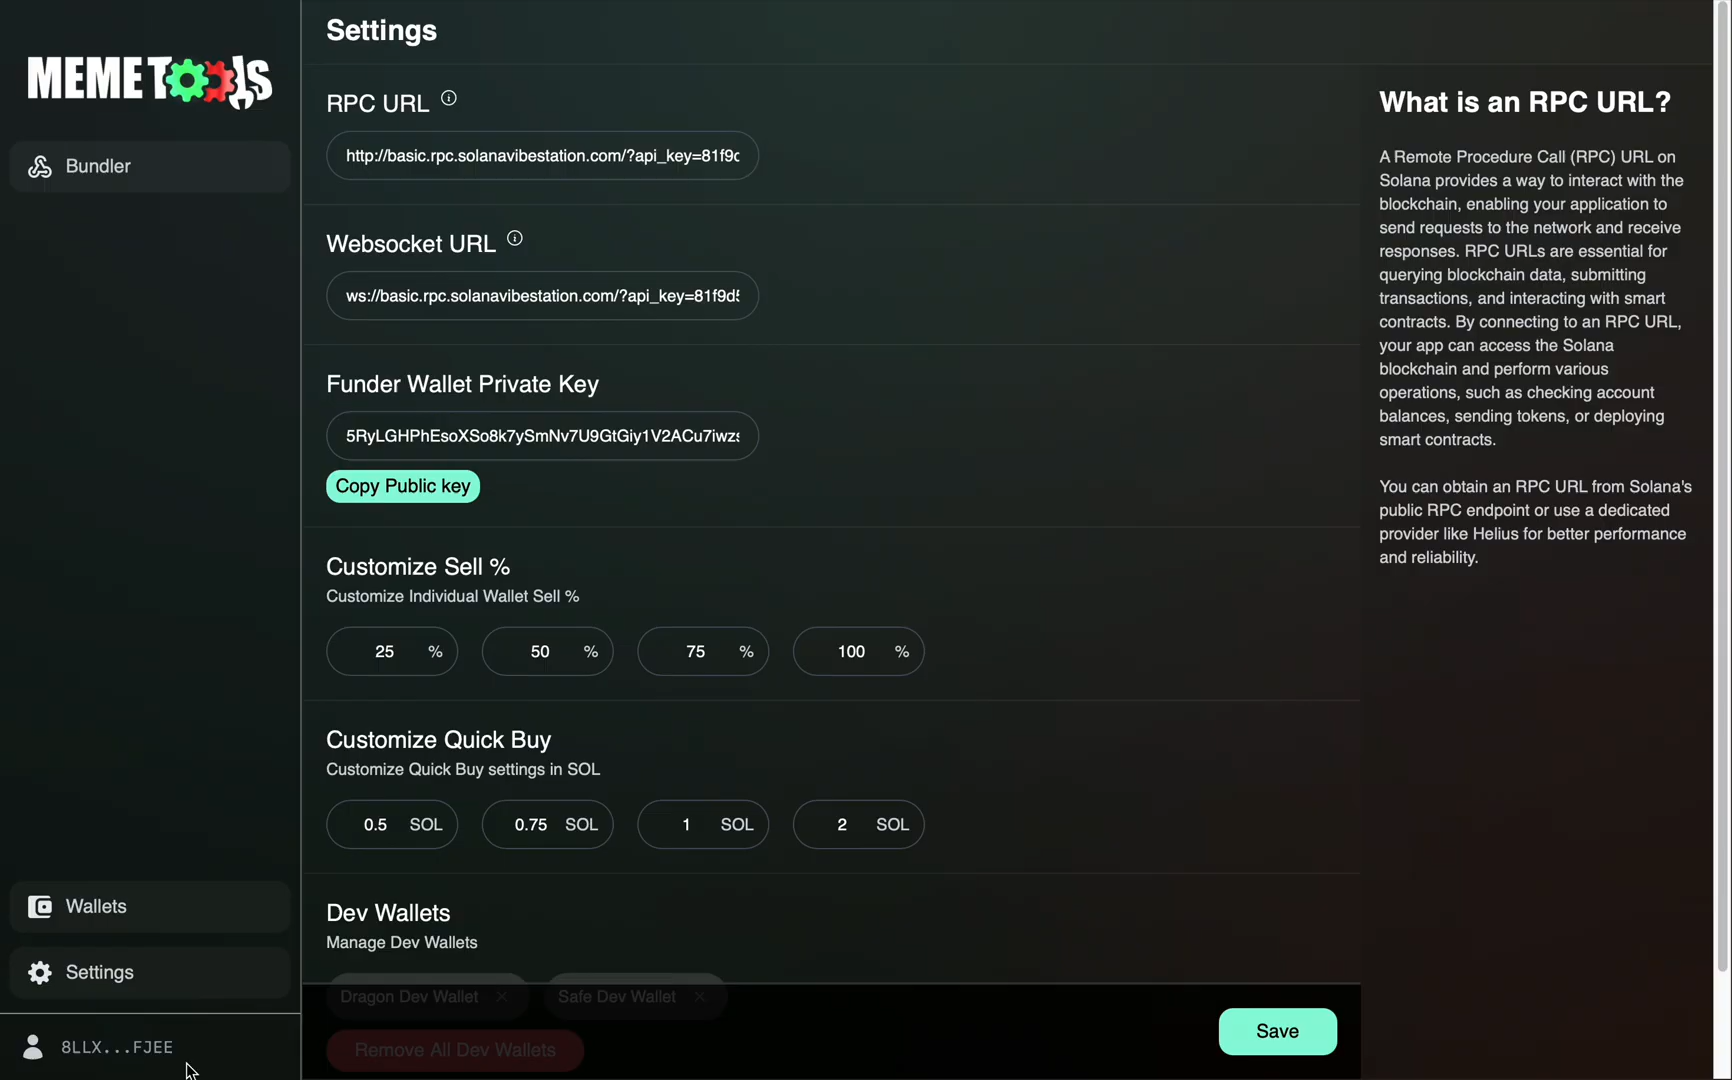 MEMETOOLS
Bundler
Wallets
Settings
8LLX...FJEE
Settings
RPC URL
http://basic.rpc.solanavibestation.com/?api_key=81f9c
Websocket URL
ws://basic.rpc.solanavibestation.com/?api_key=81f9d
Funder Wallet Private Key
5RyLGHPhEsoXSo8k7ySmNv7U9GtGiy1V2ACu7iwzs
Copy Public key
Customize Sell %
Customize Individual Wallet Sell %
25 % 50 % 75 % 100 %
Customize Quick Buy
Customize Quick Buy settings in SOL
0.5 SOL 0.75 SOL 1 SOL 2 SOL
Dev Wallets
Manage Dev Wallets
Dragon Dev Wallet × Safe Dev Wallet ×
Remove All Dev Wallets
Save
What is an RPC URL?
A Remote Procedure Call (RPC) URL on
Solana provides a way to interact with the
blockchain, enabling your application to
send requests to the network and receive
responses. RPC URLs are essential for
querying blockchain data, submitting
transactions, and interacting with smart
contracts. By connecting to an RPC URL,
your app can access the Solana
blockchain and perform various
operations, such as checking account
balances, sending tokens, or deploying
smart contracts.
You can obtain an RPC URL from Solana's
public RPC endpoint or use a dedicated
provider like Helius for better performance
and reliability.